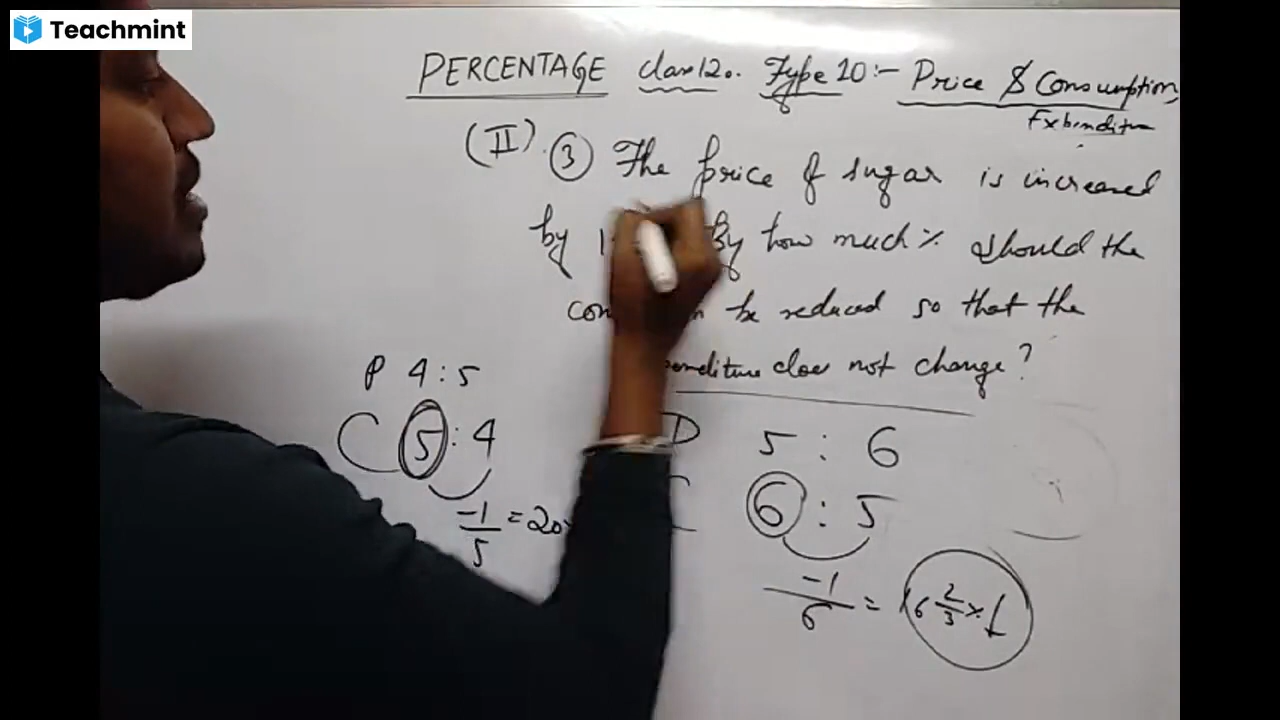 Teachmint
PERCENTAGE Class 12. Type 10:- Price & Consumption,
Expenditure
(II). 3 The price of sugar is increased
by By how much % should the
be reduced so that the
does not change?
P 4:5
C 5:4
-1/5 = 20
5 : 6
6 : 5
-1/6 = 16 2/3 % ↓